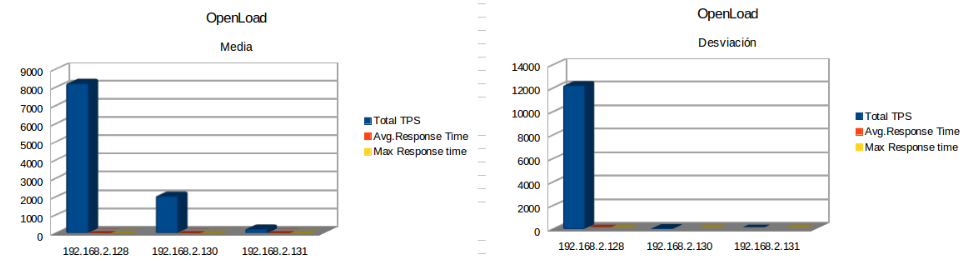 OpenLoad
Media
9000
8000
7000
6000
5000
4000
3000
2000
1000
0
192.168.2.128 192.168.2.130 192.168.2.131
Total TPS
Avg.Response Time
Max Response time
OpenLoad
Desviación
14000
12000
10000
8000
6000
4000
2000
0
192.168.2.128 192.168.2.130 192.168.2.131
Total TPS
Avg.Response Time
Max Response time